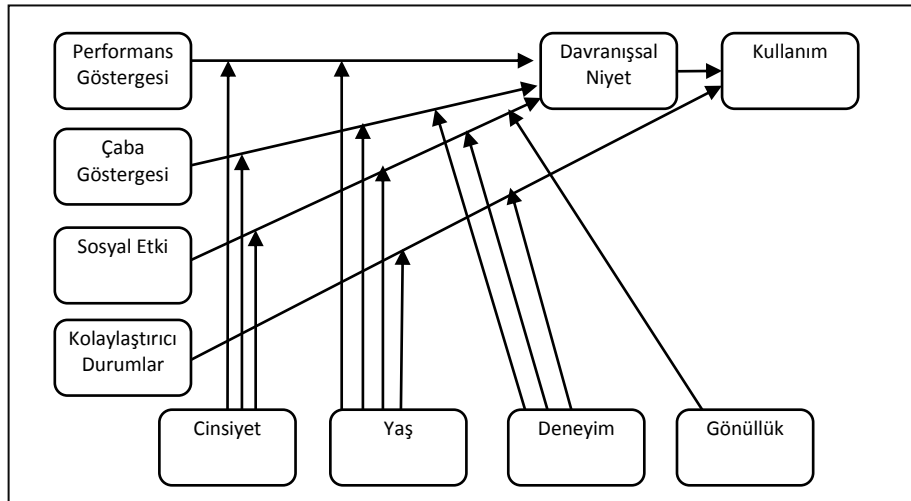 Performans
Göstergesi
Davranışsal
Niyet
Kullanım
Çaba
Göstergesi
Sosyal Etki
Kolaylaştırıcı
Durumlar
Cinsiyet
Yaş
Deneyim
Gönüllük